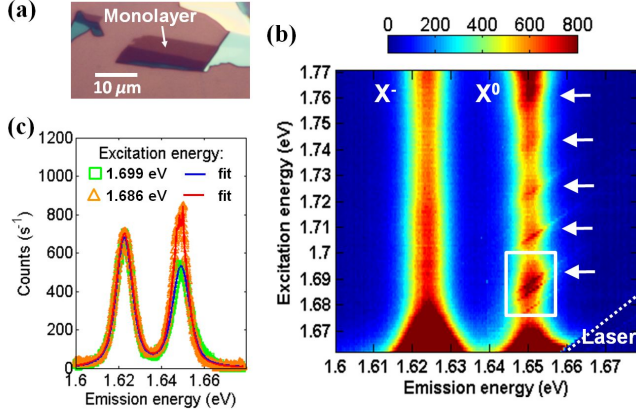 (a)
Monolayer
10 µm
(b)
0 200 400 600 800
X⁻ X⁰
Excitation energy (eV)
1.77
1.76
1.75
1.74
1.73
1.72
1.71
1.7
1.69
1.68
1.67
Laser
1.6 1.61 1.62 1.63 1.64 1.65 1.66 1.67
Emission energy (eV)
(c)
Excitation energy:
1.699 eV fit
1.686 eV fit
Counts (s⁻¹)
1200
1000
800
600
400
200
0
1.6 1.62 1.64 1.66
Emission energy (eV)